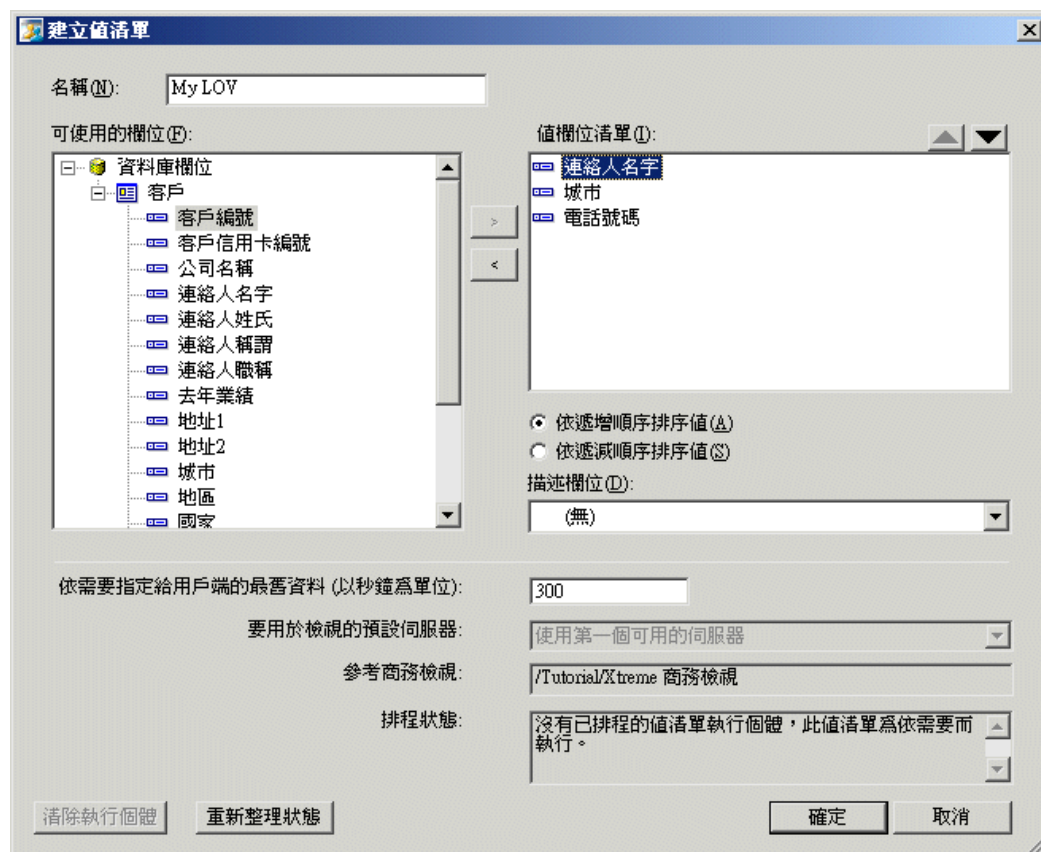 建立值清單
名稱(N):
My LOV
可使用的欄位(F):
資料庫欄位
客戶
客戶編號
客戶信用卡編號
公司名稱
連絡人名字
連絡人姓氏
連絡人稱謂
連絡人職稱
去年業績
地址1
地址2
城市
地區
國家
>
<
值欄位清單(I):
連絡人名字
城市
電話號碼
依遞增順序排序值(A)
依遞減順序排序值(S)
描述欄位(D):
(無)
依需要指定給用戶端的最舊資料 (以秒鐘為單位):
300
要用於檢視的預設伺服器:
使用第一個可用的伺服器
參考商務檢視:
/Tutorial/Xtreme 商務檢視
排程狀態:
沒有已排程的值清單執行個體，此值清單為依需要而
執行。
清除執行個體
重新整理狀態
確定
取消